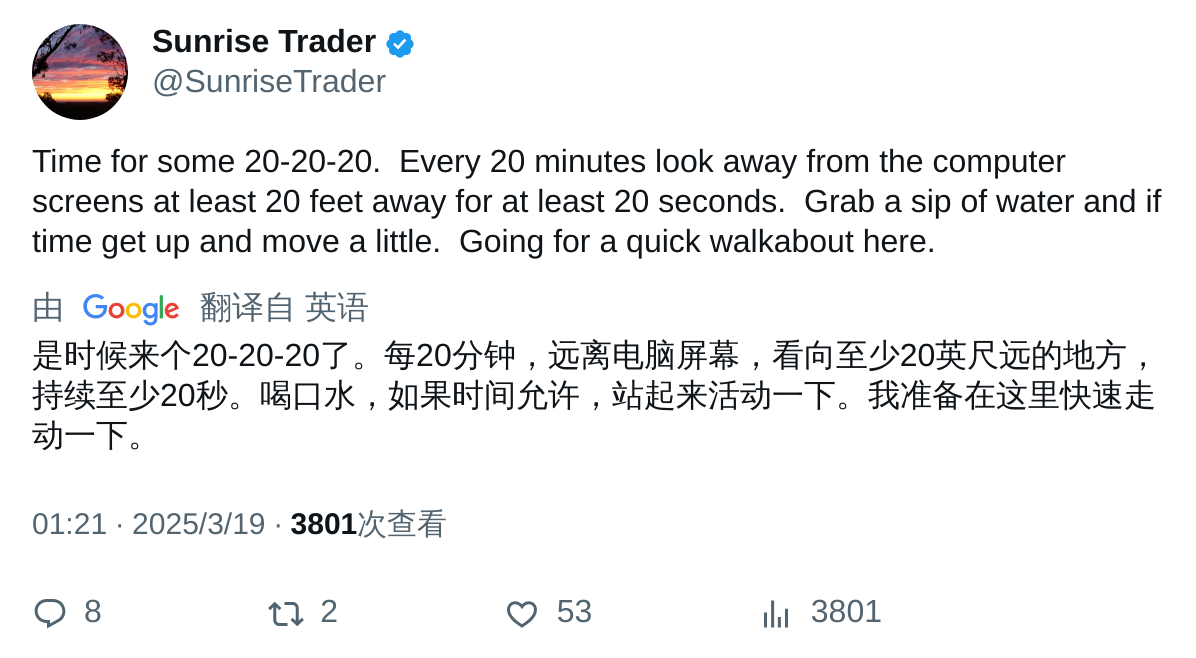 Sunrise Trader
@SunriseTrader
Time for some 20-20-20.  Every 20 minutes look away from the computer
screens at least 20 feet away for at least 20 seconds.  Grab a sip of water and if
time get up and move a little.  Going for a quick walkabout here.
由 Google 翻译自 英语
是时候来个20-20-20了。每20分钟，远离电脑屏幕，看向至少20英尺远的地方，
持续至少20秒。喝口水，如果时间允许，站起来活动一下。我准备在这里快速走
动一下。
01:21 · 2025/3/19 · 3801次查看
8 2 53 3801